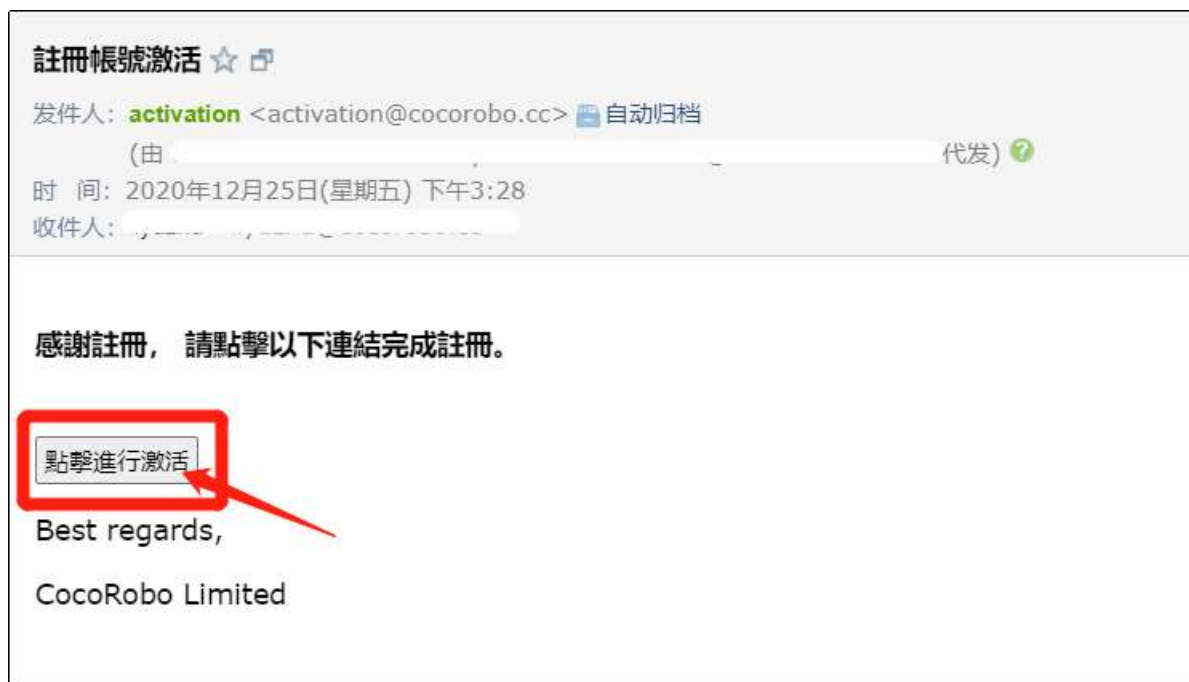 註冊帳號激活
发件人: activation <activation@cocorobo.cc> 自动归档
(由 代发)
时 间: 2020年12月25日(星期五) 下午3:28
收件人:
感謝註冊， 請點擊以下連結完成註冊。
點擊進行激活
Best regards,
CocoRobo Limited